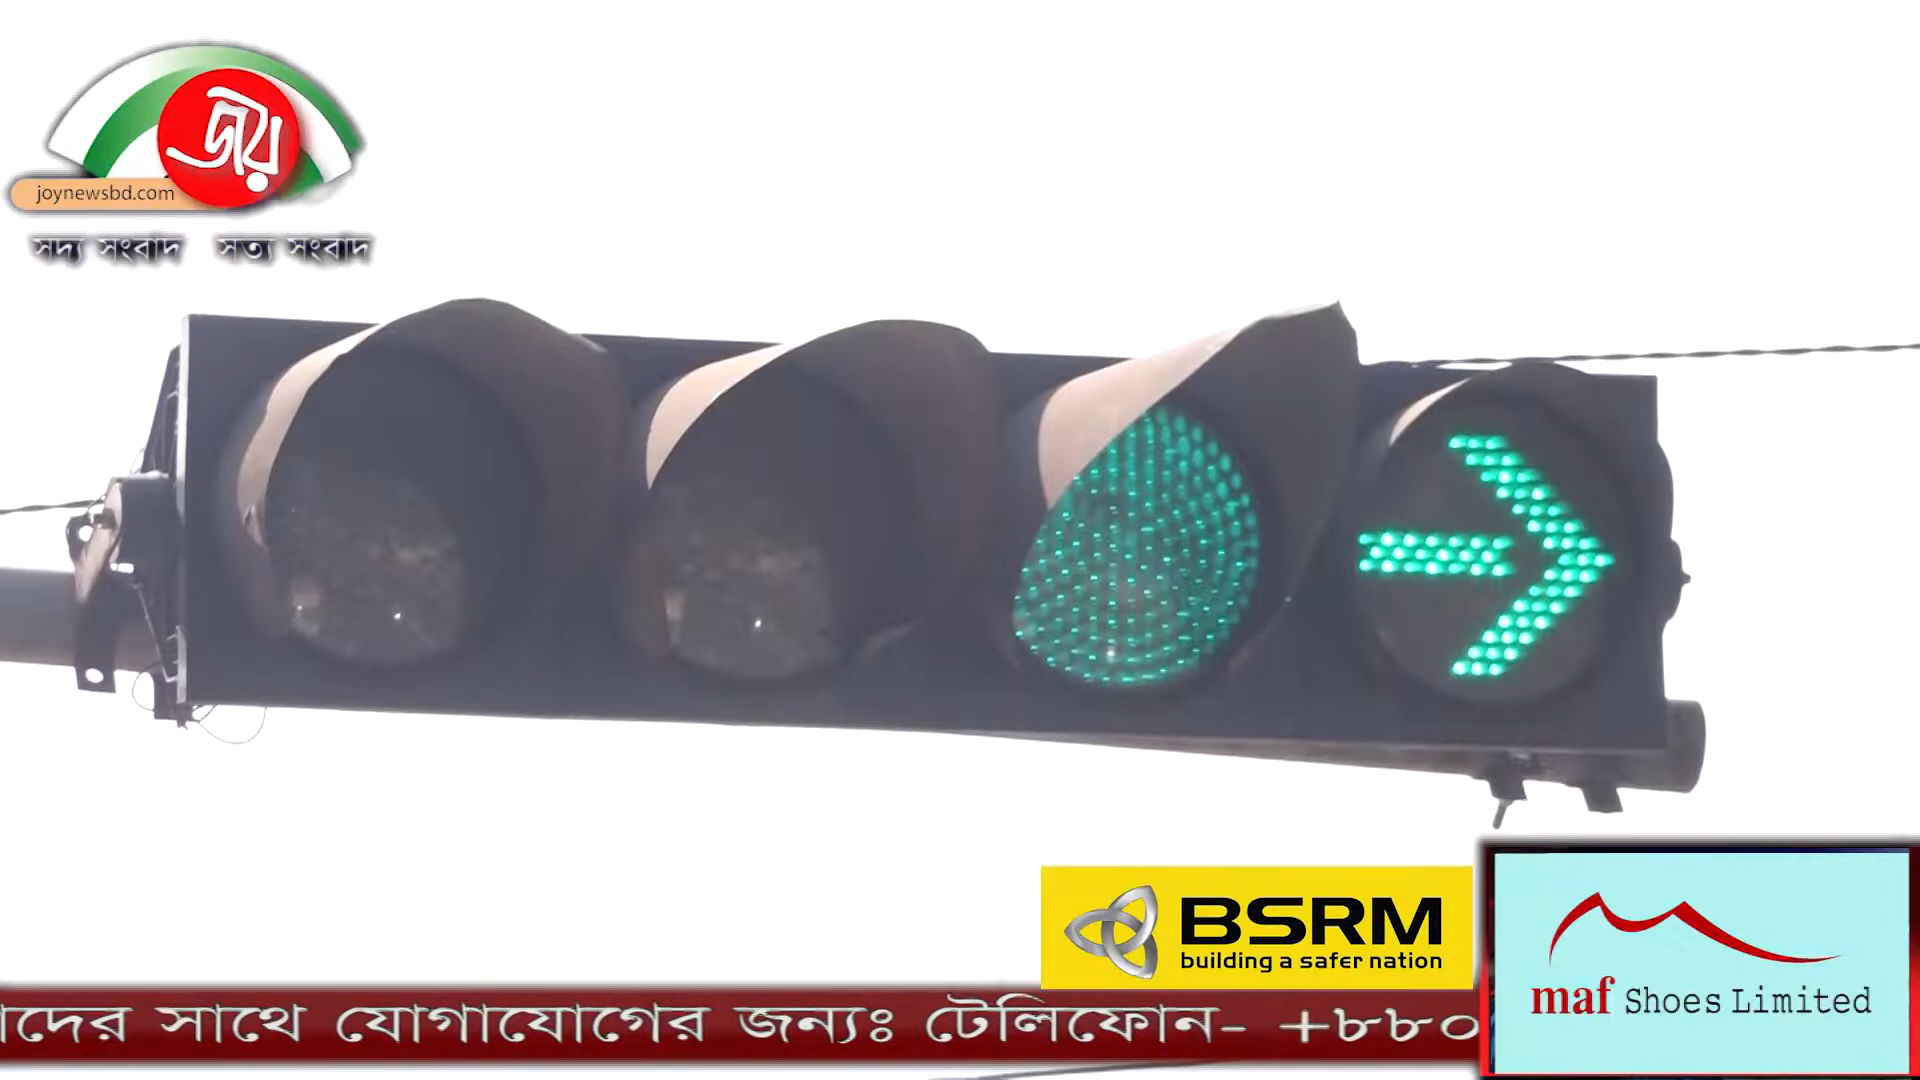 জয়
joynewsbd.com
সদ্য সংবাদ সত্য সংবাদ
BSRM
building a safer nation
maf Shoes Limited
াদের সাথে যোগাযোগের জন্যঃ টেলিফোন- +৮৮০